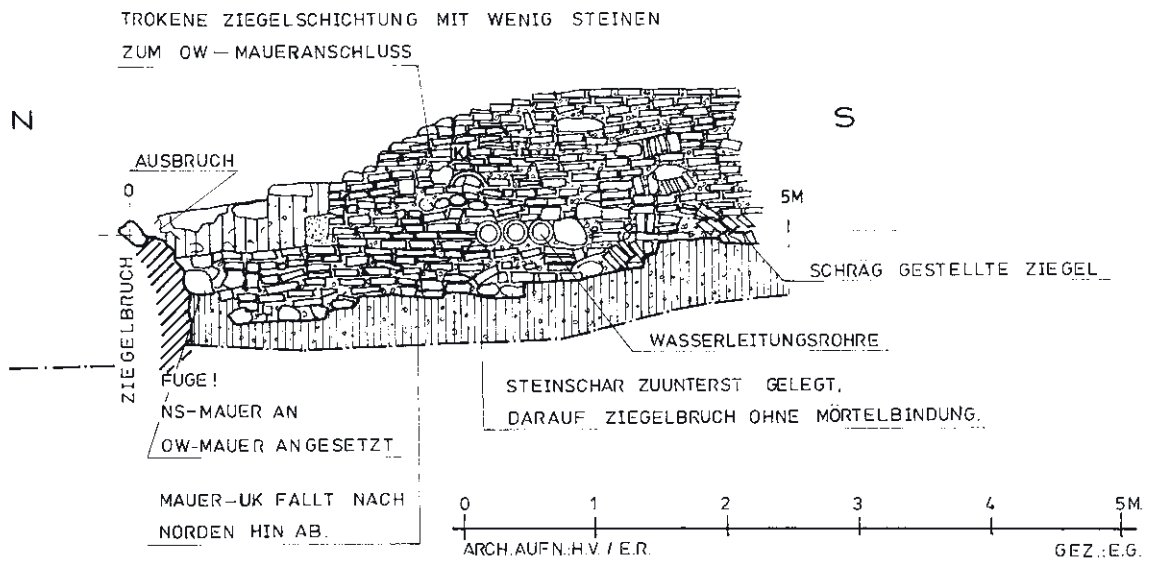 TROKENE ZIEGELSCHICHTUNG MIT WENIG STEINEN
ZUM OW – MAUERANSCHLUSS
N
S
AUSBRUCH
0
5M
ZIEGELBRUCH
SCHRÄG GESTELLTE ZIEGEL
WASSERLEITUNGSROHRE
FUGE!
NS-MAUER AN
OW-MAUER ANGESETZT
STEINSCHAR ZUUNTERST GELEGT,
DARAUF ZIEGELBRUCH OHNE MÖRTELBINDUNG.
MAUER-UK FÄLLT NACH
NORDEN HIN AB.
0 1 2 3 4 5M.
ARCH.AUFN.:H.V. / E.R.
GEZ.:E.G.